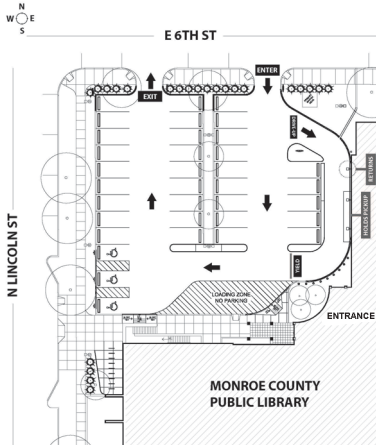 N
W E
S
E 6TH ST
ENTER
EXIT
RETURNS
HOLDS PICKUP
N LINCOLN ST
YIELD
LOADING ZONE
NO PARKING
ENTRANCE
MONROE COUNTY
PUBLIC LIBRARY